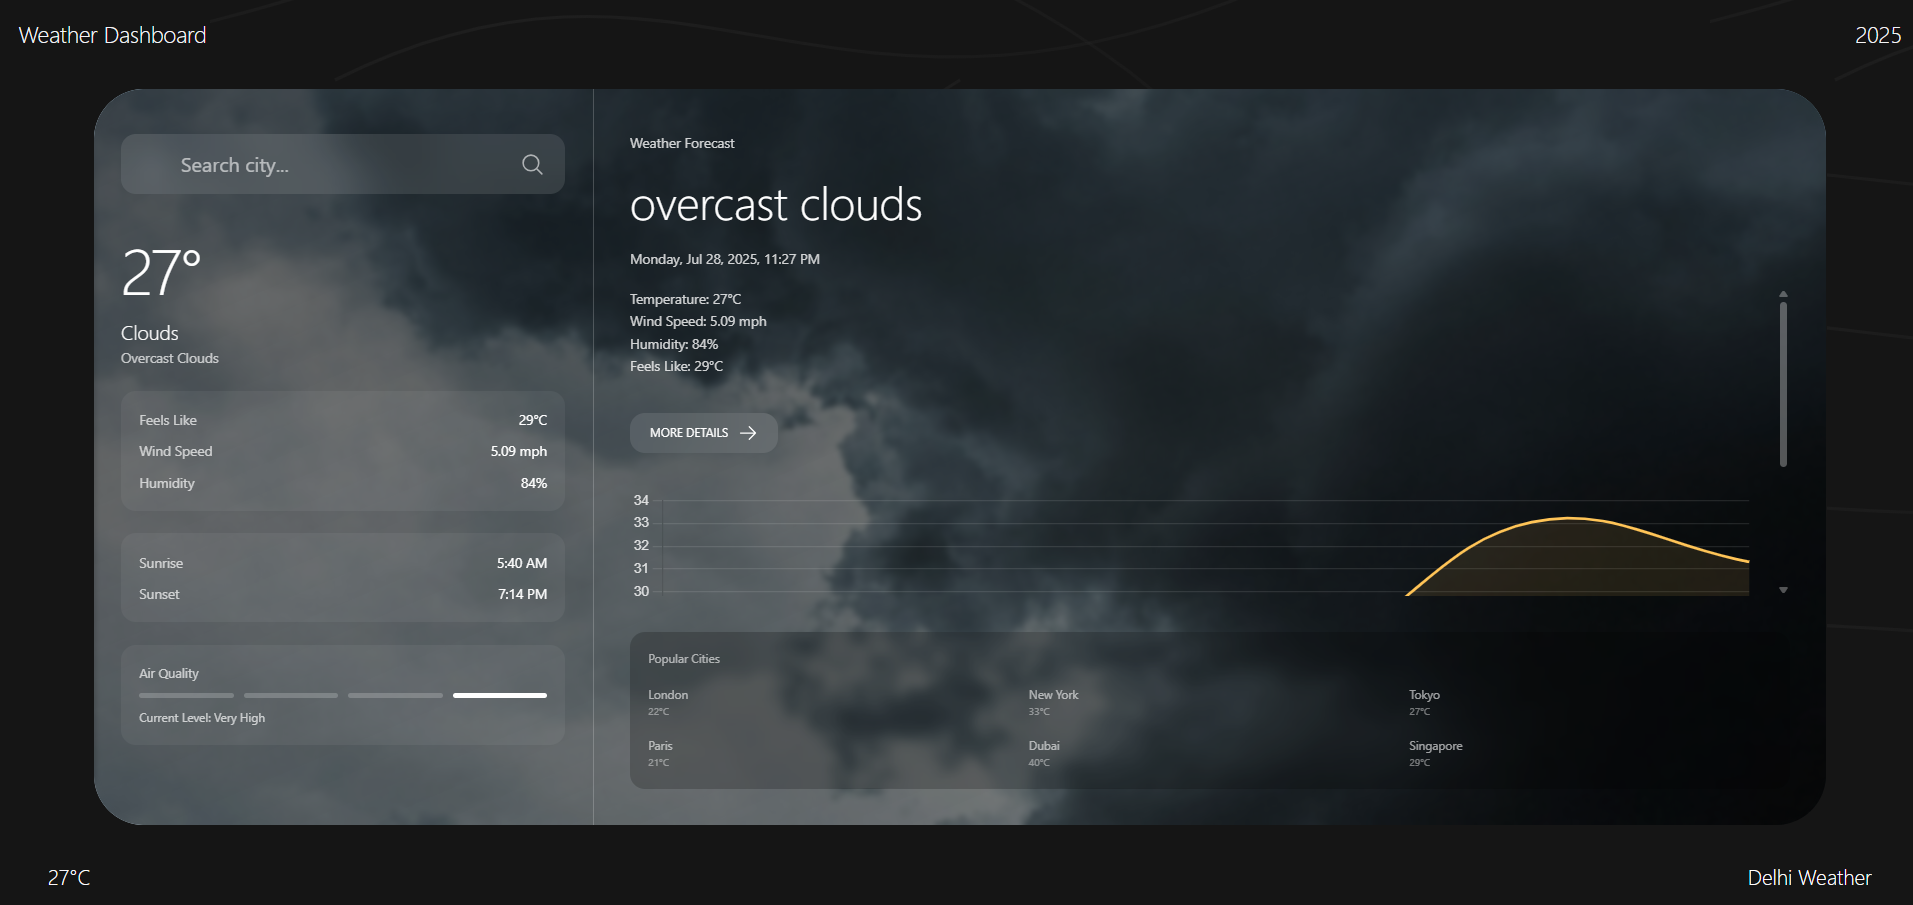 Weather Dashboard
2025
Search city...
27°
Clouds
Overcast Clouds
Feels Like 29°C
Wind Speed 5.09 mph
Humidity 84%
Sunrise 5:40 AM
Sunset 7:14 PM
Air Quality
Current Level: Very High
Weather Forecast
overcast clouds
Monday, Jul 28, 2025, 11:27 PM
Temperature: 27°C
Wind Speed: 5.09 mph
Humidity: 84%
Feels Like: 29°C
MORE DETAILS
34
33
32
31
30
Popular Cities
London New York Tokyo
22°C 33°C 27°C
Paris Dubai Singapore
21°C 40°C 29°C
27°C
Delhi Weather